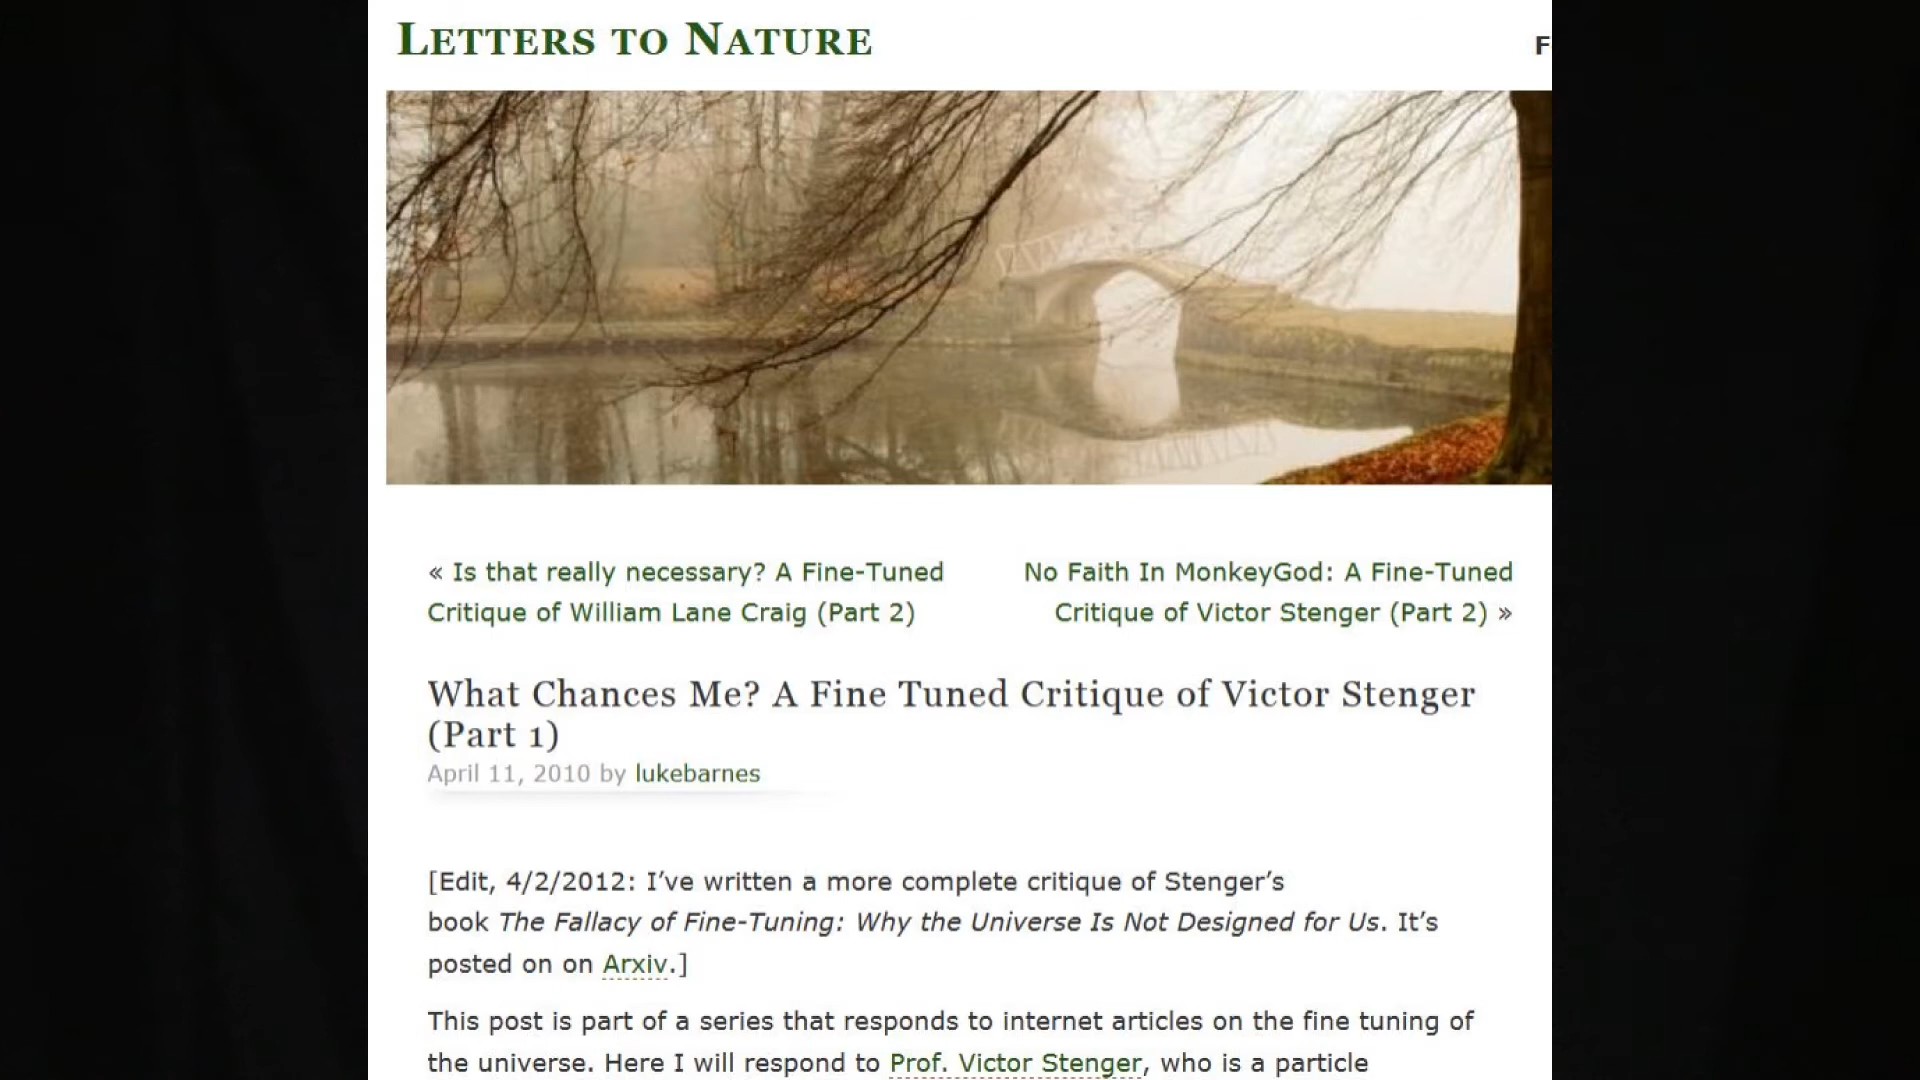 LETTERS TO NATURE
F
« Is that really necessary? A Fine-Tuned
Critique of William Lane Craig (Part 2)
No Faith In MonkeyGod: A Fine-Tuned
Critique of Victor Stenger (Part 2) »
What Chances Me? A Fine Tuned Critique of Victor Stenger
(Part 1)
April 11, 2010 by lukebarnes
[Edit, 4/2/2012: I’ve written a more complete critique of Stenger’s
book The Fallacy of Fine-Tuning: Why the Universe Is Not Designed for Us. It’s
posted on on Arxiv.]
This post is part of a series that responds to internet articles on the fine tuning of
the universe. Here I will respond to Prof. Victor Stenger, who is a particle